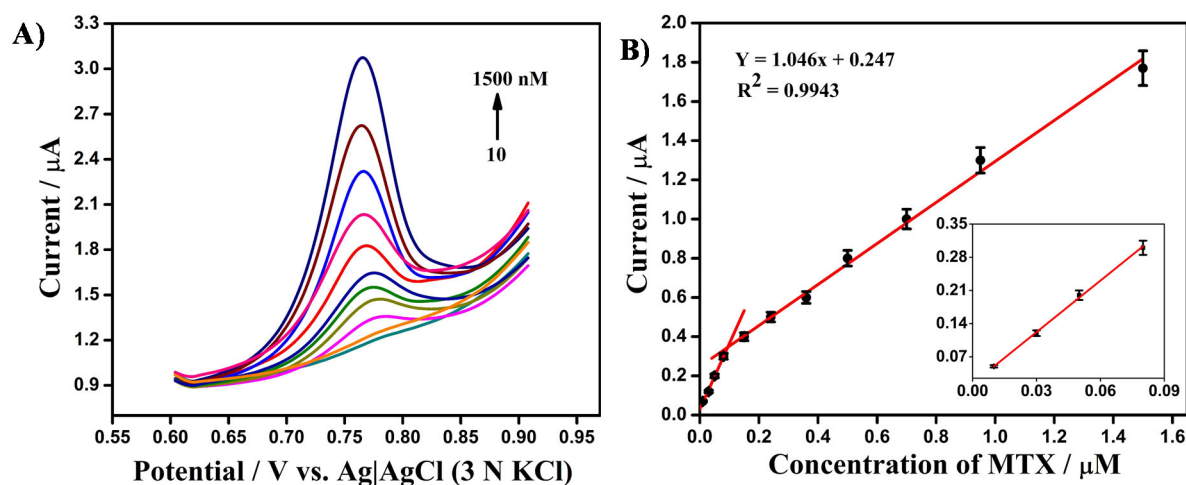 A)
3.3
3.0
2.7
2.4
2.1
1.8
1.5
1.2
0.9
Current / μA
1500 nM
10
0.55 0.60 0.65 0.70 0.75 0.80 0.85 0.90 0.95
Potential / V vs. Ag|AgCl (3 N KCl)
B)
2.0
1.8
1.6
1.4
1.2
1.0
0.8
0.6
0.4
0.2
0.0
Current / μA
Y = 1.046x + 0.247
R² = 0.9943
0.35
0.28
0.21
0.14
0.07
0.00 0.03 0.06 0.09
0.0 0.2 0.4 0.6 0.8 1.0 1.2 1.4 1.6
Concentration of MTX / μM